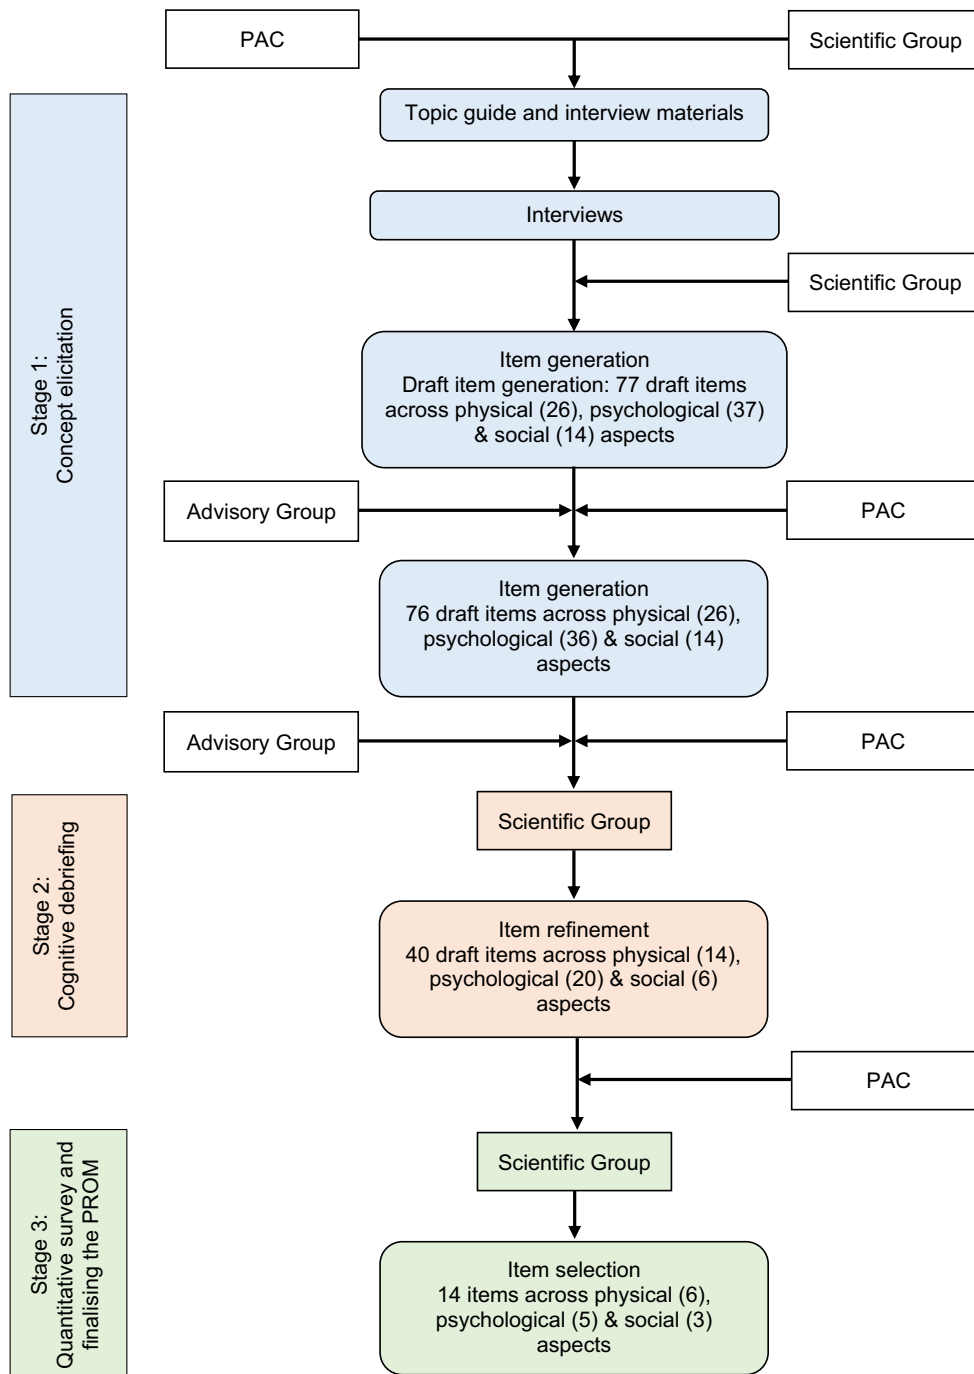 PAC
Scientific Group
Topic guide and interview materials
Interviews
Scientific Group
Stage 1:
Concept elicitation
Item generation
Draft item generation: 77 draft items
across physical (26), psychological (37)
& social (14) aspects
Advisory Group
PAC
Item generation
76 draft items across physical (26),
psychological (36) & social (14)
aspects
Advisory Group
PAC
Stage 2:
Cognitive debriefing
Scientific Group
Item refinement
40 draft items across physical (14),
psychological (20) & social (6)
aspects
PAC
Stage 3:
Quantitative survey and
finalising the PROM
Scientific Group
Item selection
14 items across physical (6),
psychological (5) & social (3)
aspects